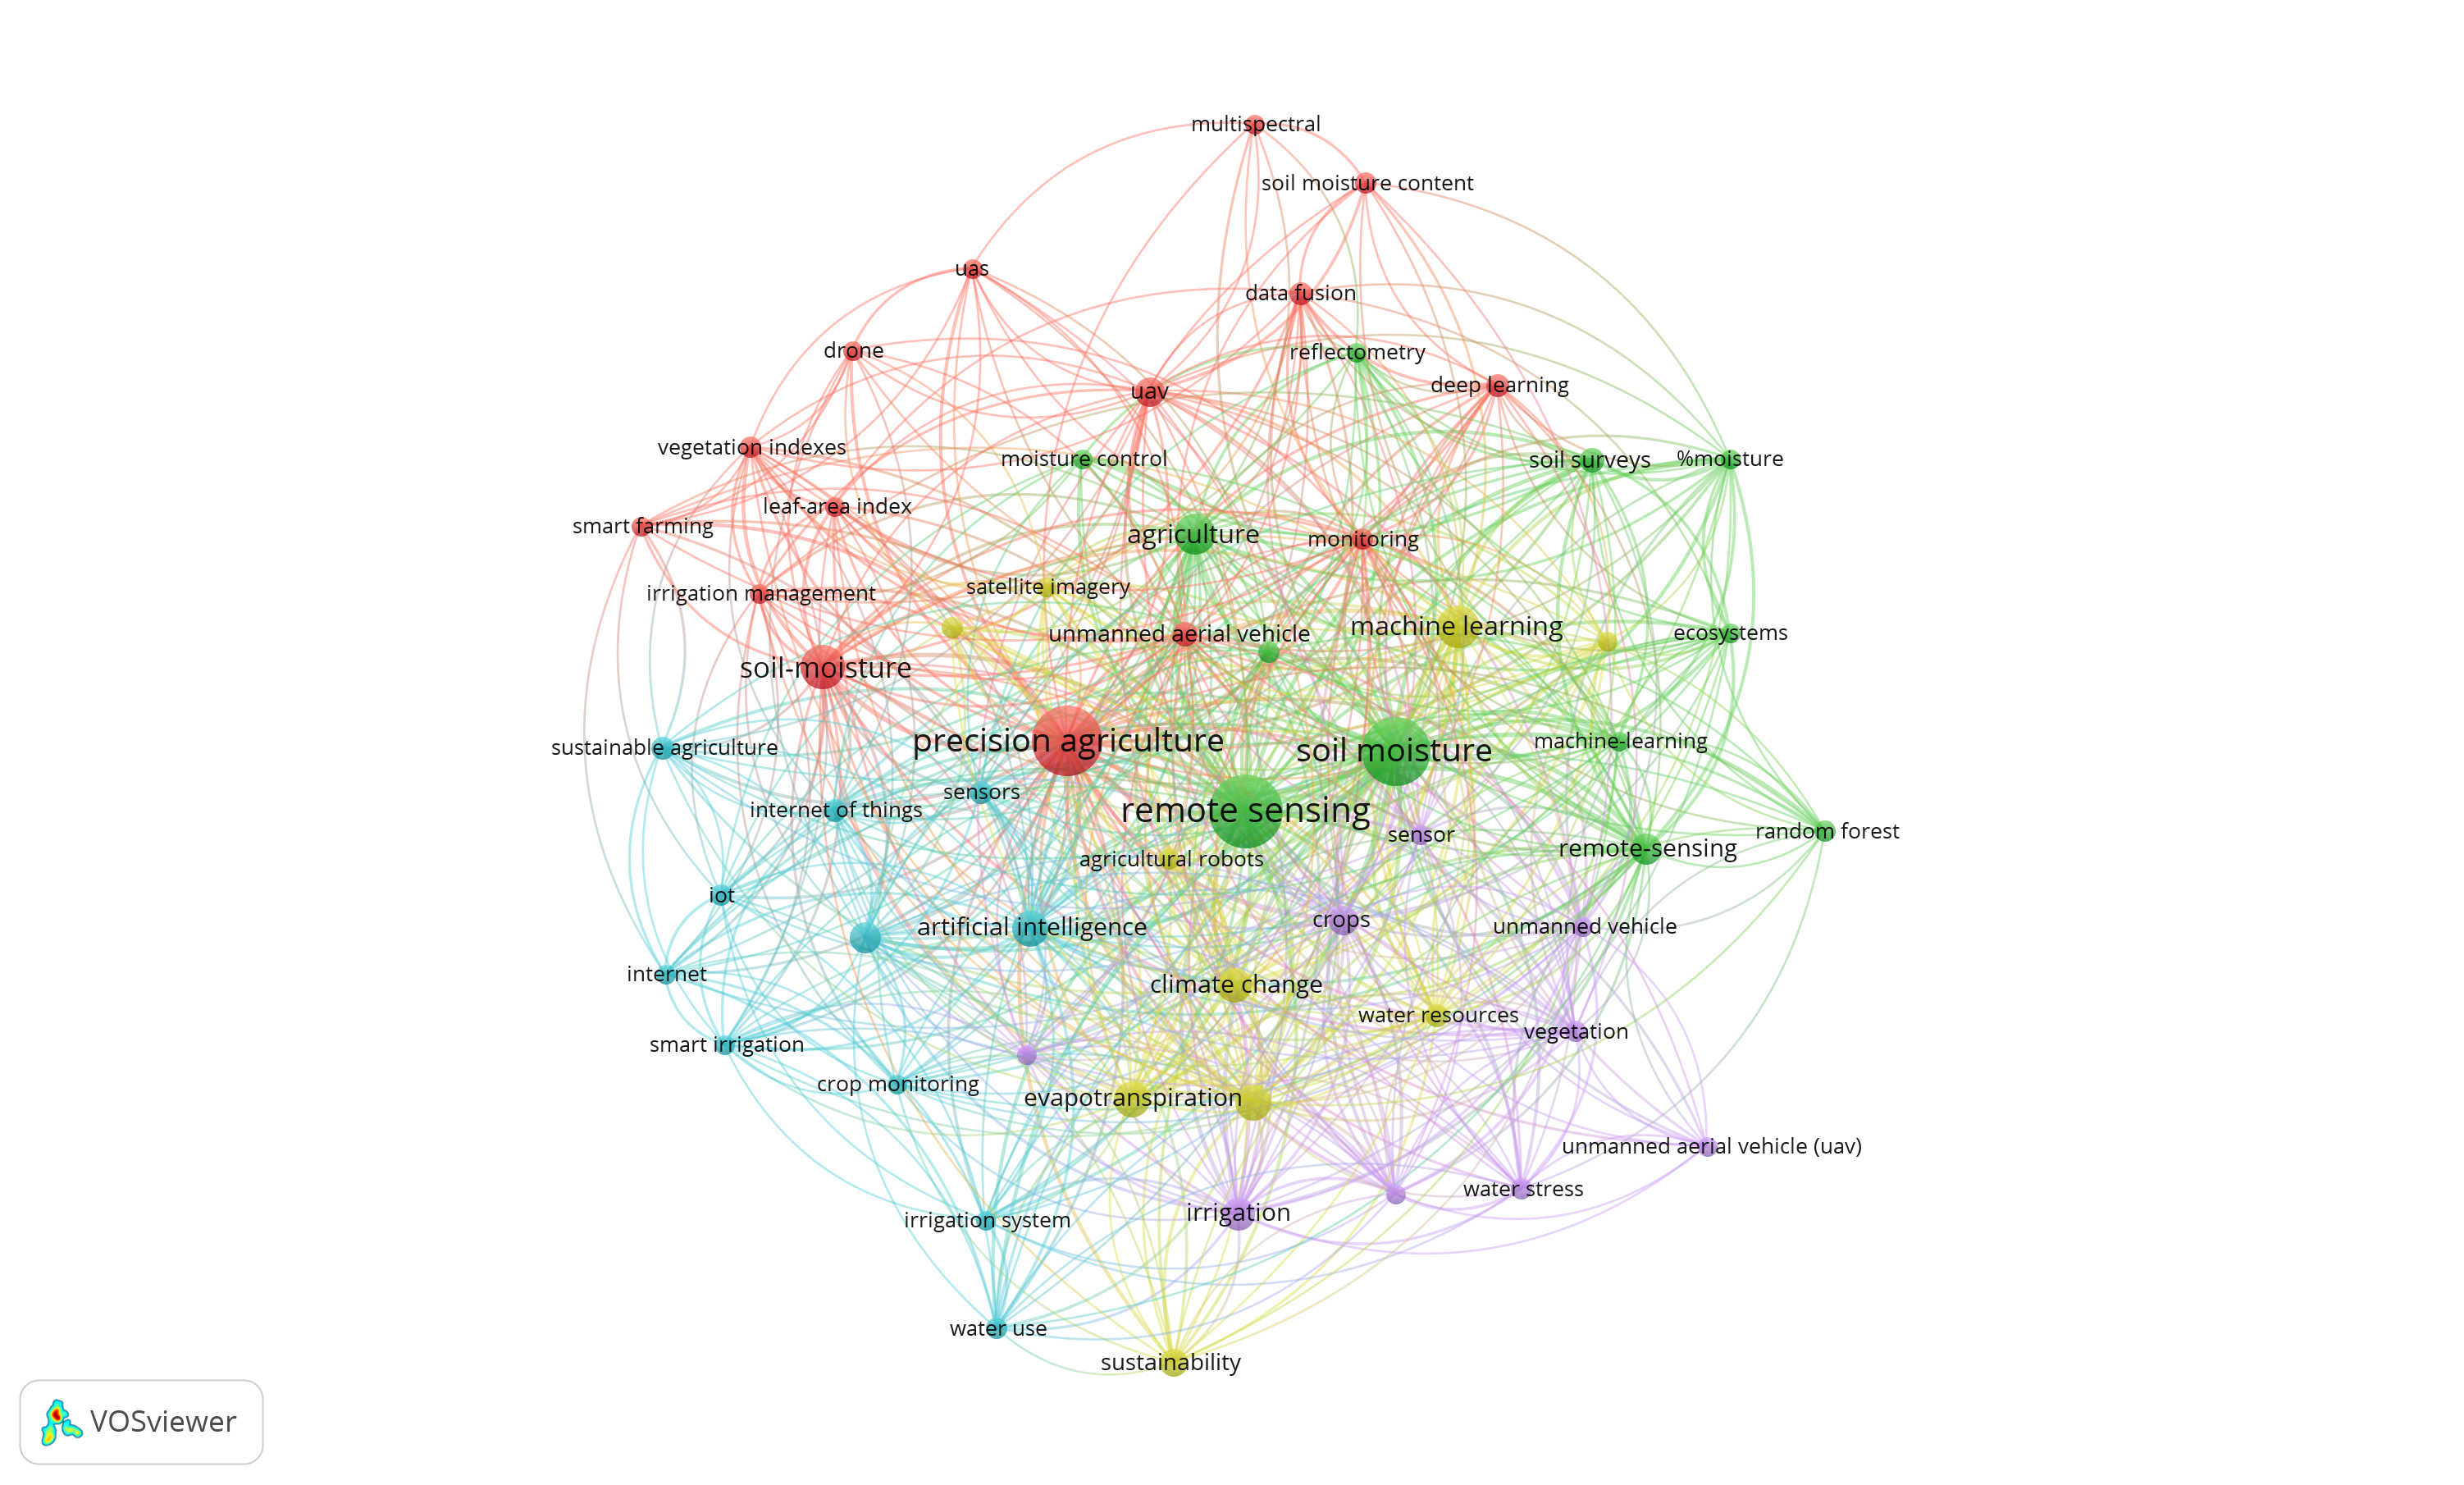 multispectral
soil moisture content
uas
data fusion
drone
reflectometry
deep learning
uav
vegetation indexes
moisture control
soil surveys
%moisture
leaf-area index
smart farming
agriculture
monitoring
satellite imagery
irrigation management
unmanned aerial vehicle
machine learning
ecosystems
soil-moisture
precision agriculture
soil moisture
machine-learning
sustainable agriculture
sensors
internet of things
remote sensing
sensor
random forest
agricultural robots
remote-sensing
iot
artificial intelligence
crops
unmanned vehicle
internet
climate change
water resources
vegetation
smart irrigation
crop monitoring
evapotranspiration
unmanned aerial vehicle (uav)
water stress
irrigation system
irrigation
water use
sustainability
VOSviewer